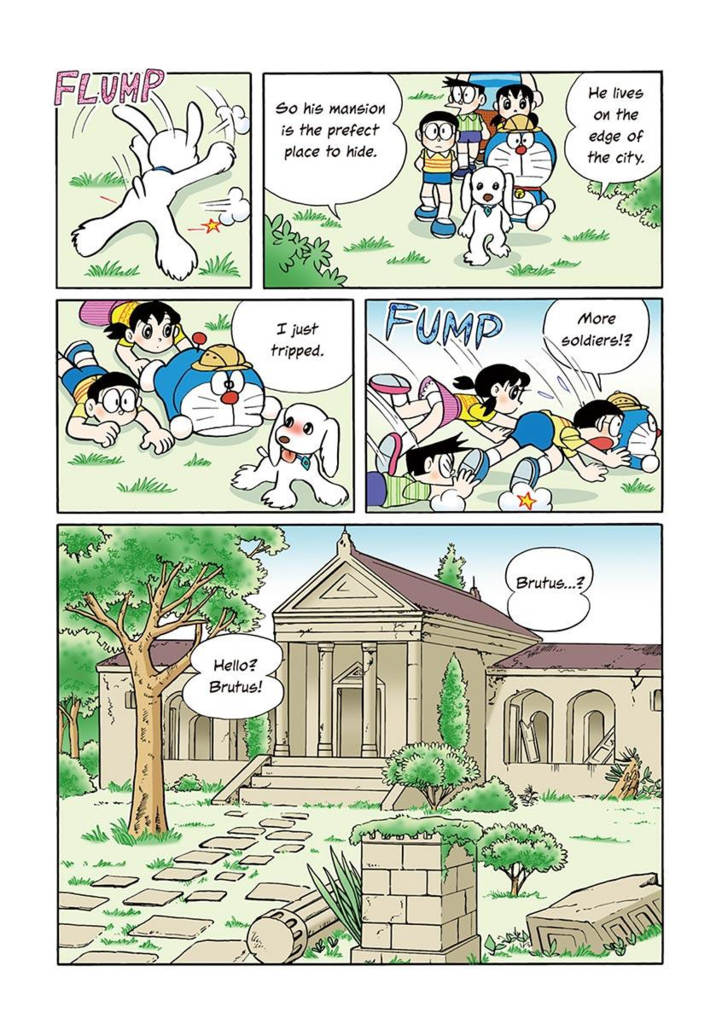 He lives
on the
edge of
the city.
So his mansion
is the prefect
place to hide.
FLUMP
More
soldiers!?
FUMP
I just
tripped.
Brutus...?
Hello?
Brutus!